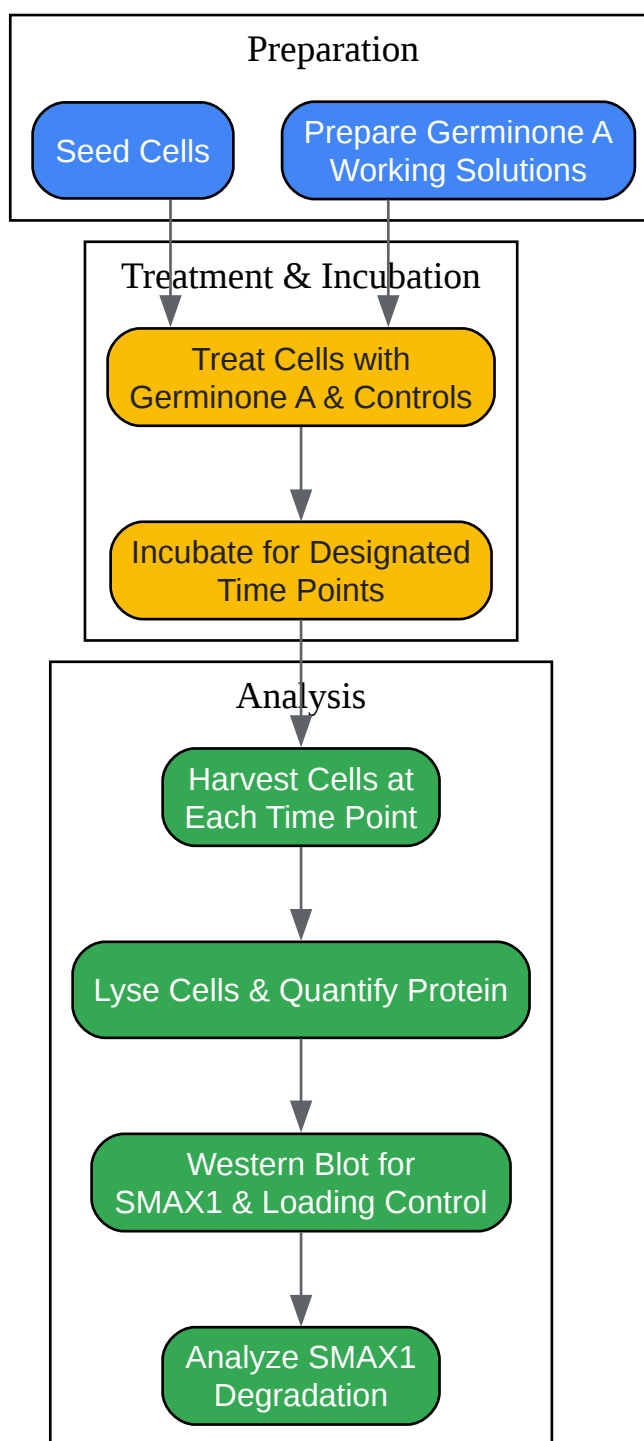 Preparation
Seed Cells
Prepare Germinone A
Working Solutions
Treatment & Incubation
Treat Cells with
Germinone A & Controls
Incubate for Designated
Time Points
Analysis
Harvest Cells at
Each Time Point
Lyse Cells & Quantify Protein
Western Blot for
SMAX1 & Loading Control
Analyze SMAX1
Degradation